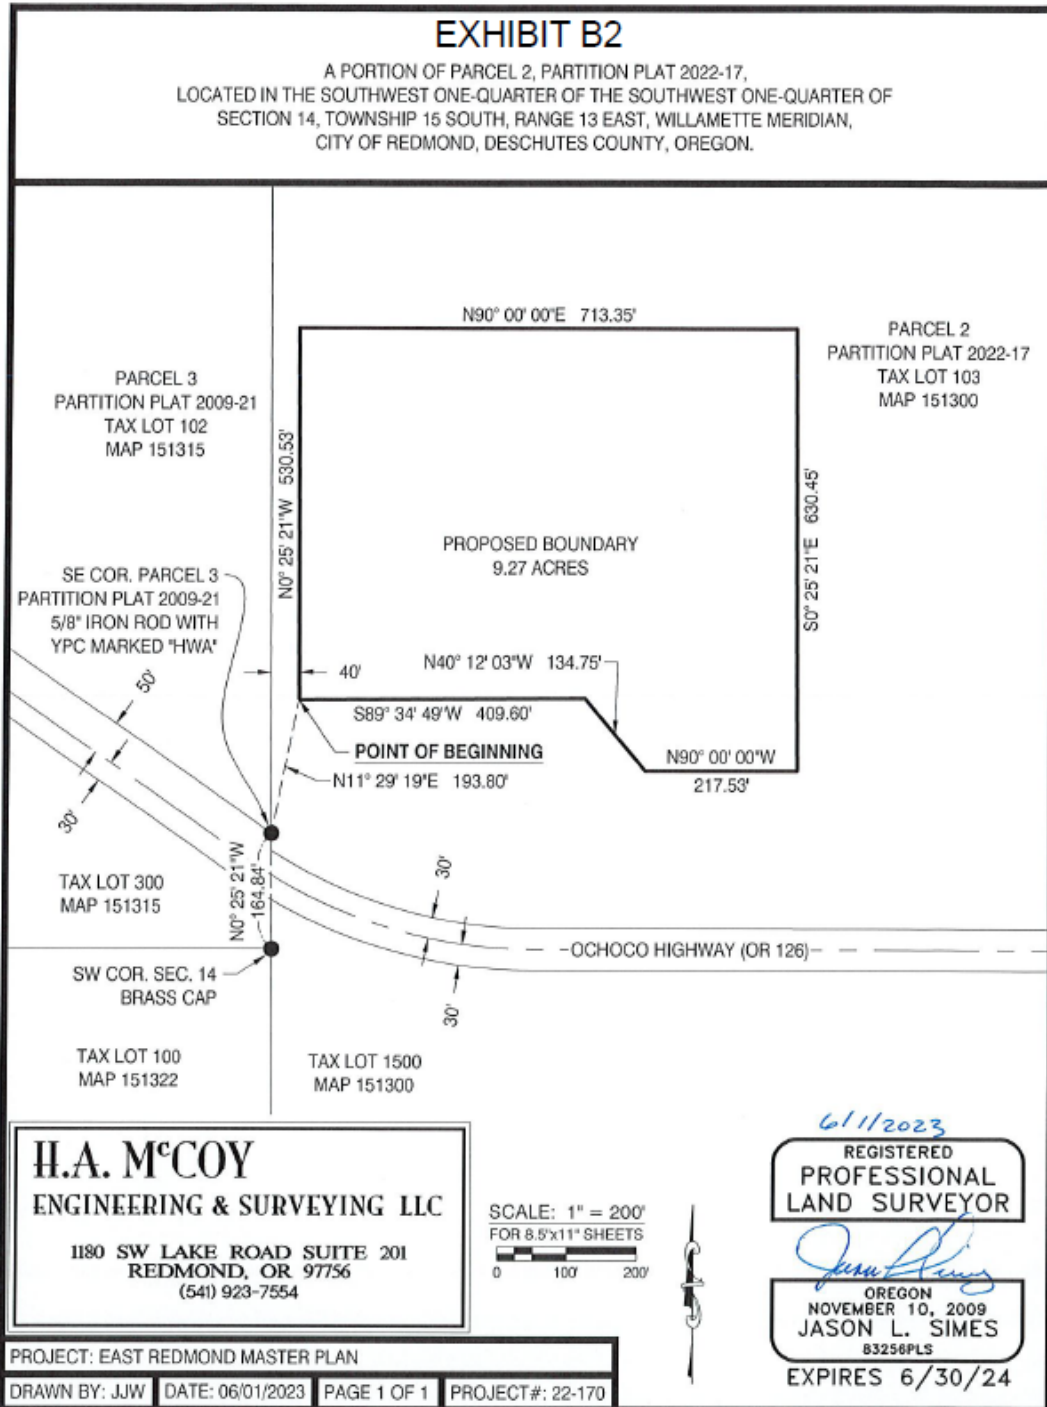 EXHIBIT B2
A PORTION OF PARCEL 2, PARTITION PLAT 2022-17,
LOCATED IN THE SOUTHWEST ONE-QUARTER OF THE SOUTHWEST ONE-QUARTER OF
SECTION 14, TOWNSHIP 15 SOUTH, RANGE 13 EAST, WILLAMETTE MERIDIAN,
CITY OF REDMOND, DESCHUTES COUNTY, OREGON.
N90° 00' 00"E 713.35'
PARCEL 2
PARTITION PLAT 2022-17
TAX LOT 103
MAP 151300
PARCEL 3
PARTITION PLAT 2009-21
TAX LOT 102
MAP 151315
N0° 25' 21"W 530.53'
S0° 25' 21"E 630.45'
PROPOSED BOUNDARY
9.27 ACRES
SE COR. PARCEL 3
PARTITION PLAT 2009-21
5/8" IRON ROD WITH
YPC MARKED "HWA"
40'
N40° 12' 03"W 134.75'
50'
S89° 34' 49"W 409.60'
POINT OF BEGINNING
N90° 00' 00"W
217.53'
N11° 29' 19"E 193.80'
30'
N0° 25' 21"W
164.84'
TAX LOT 300
MAP 151315
30'
OCHOCO HIGHWAY (OR 126)
SW COR. SEC. 14
BRASS CAP
30'
TAX LOT 100
MAP 151322
TAX LOT 1500
MAP 151300
H.A. McCOY
ENGINEERING & SURVEYING LLC
1180 SW LAKE ROAD SUITE 201
REDMOND, OR 97756
(541) 923-7554
SCALE: 1" = 200'
FOR 8.5"x11" SHEETS
0 100' 200'
6/1/2023
REGISTERED
PROFESSIONAL
LAND SURVEYOR
OREGON
NOVEMBER 10, 2009
JASON L. SIMES
83256PLS
EXPIRES 6/30/24
PROJECT: EAST REDMOND MASTER PLAN
DRAWN BY: JJW DATE: 06/01/2023 PAGE 1 OF 1 PROJECT#: 22-170